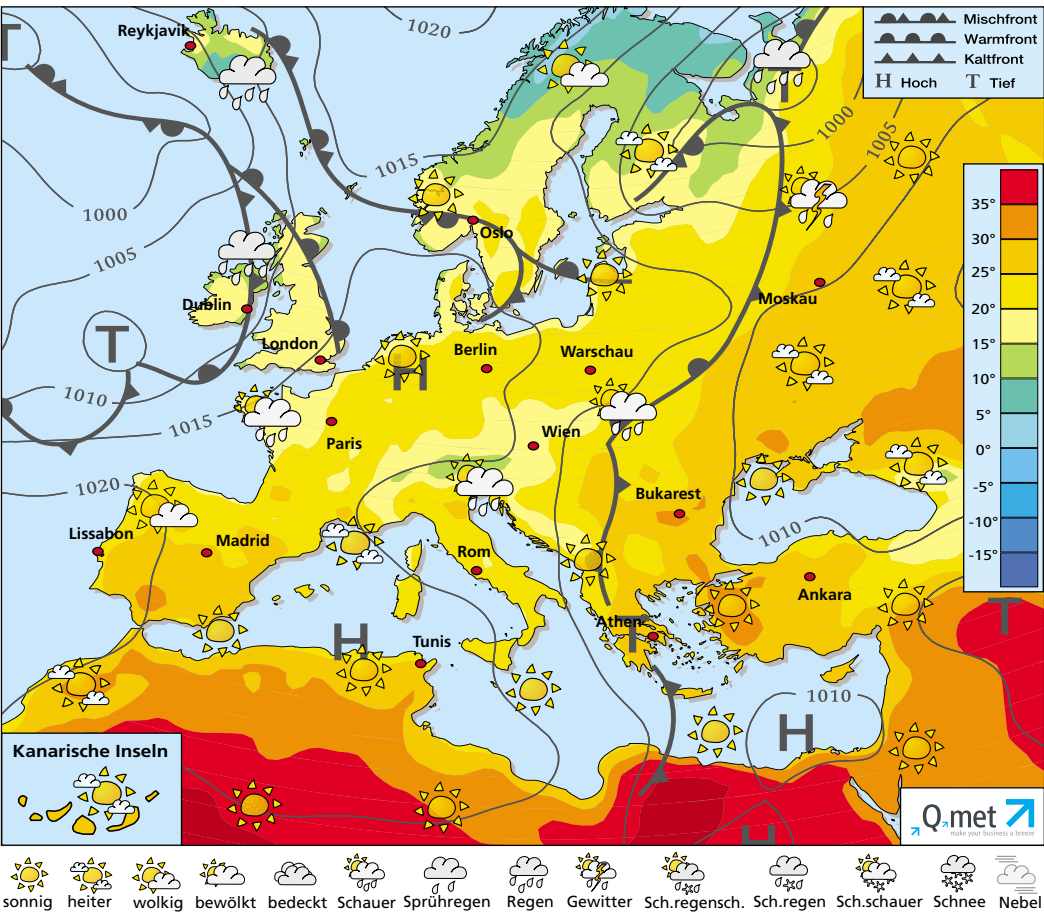 Mischfront
Warmfront
Kaltfront
H Hoch T Tief
T
Reykjavik
1020
T
1015
1000
1005
1000
1005
35°
30°
25°
20°
15°
10°
5°
0°
-5°
-10°
-15°
Oslo
Dublin
Moskau
T
London
H
Berlin
Warschau
1010
1015
Paris
Wien
1020
Bukarest
Lissabon
Madrid
1010
Rom
Ankara
H
Tunis
Athen
T
T
1010
H
Kanarische Inseln
H
Q.met
make your business a breeze
sonnig heiter wolkig bewölkt bedeckt Schauer Sprühregen Regen Gewitter Sch.regensch. Sch.regen Sch.schauer Schnee Nebel